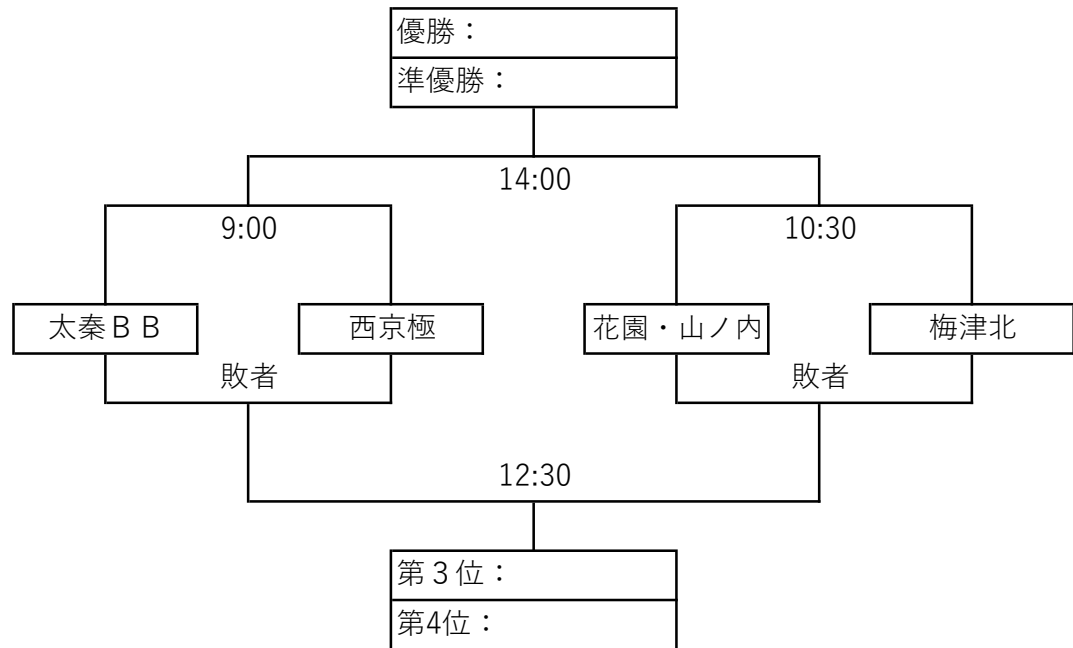 優勝：
準優勝：
14:00
9:00
10:30
太秦ＢＢ
西京極
花園・山ノ内
梅津北
敗者
敗者
12:30
第３位：
第4位：